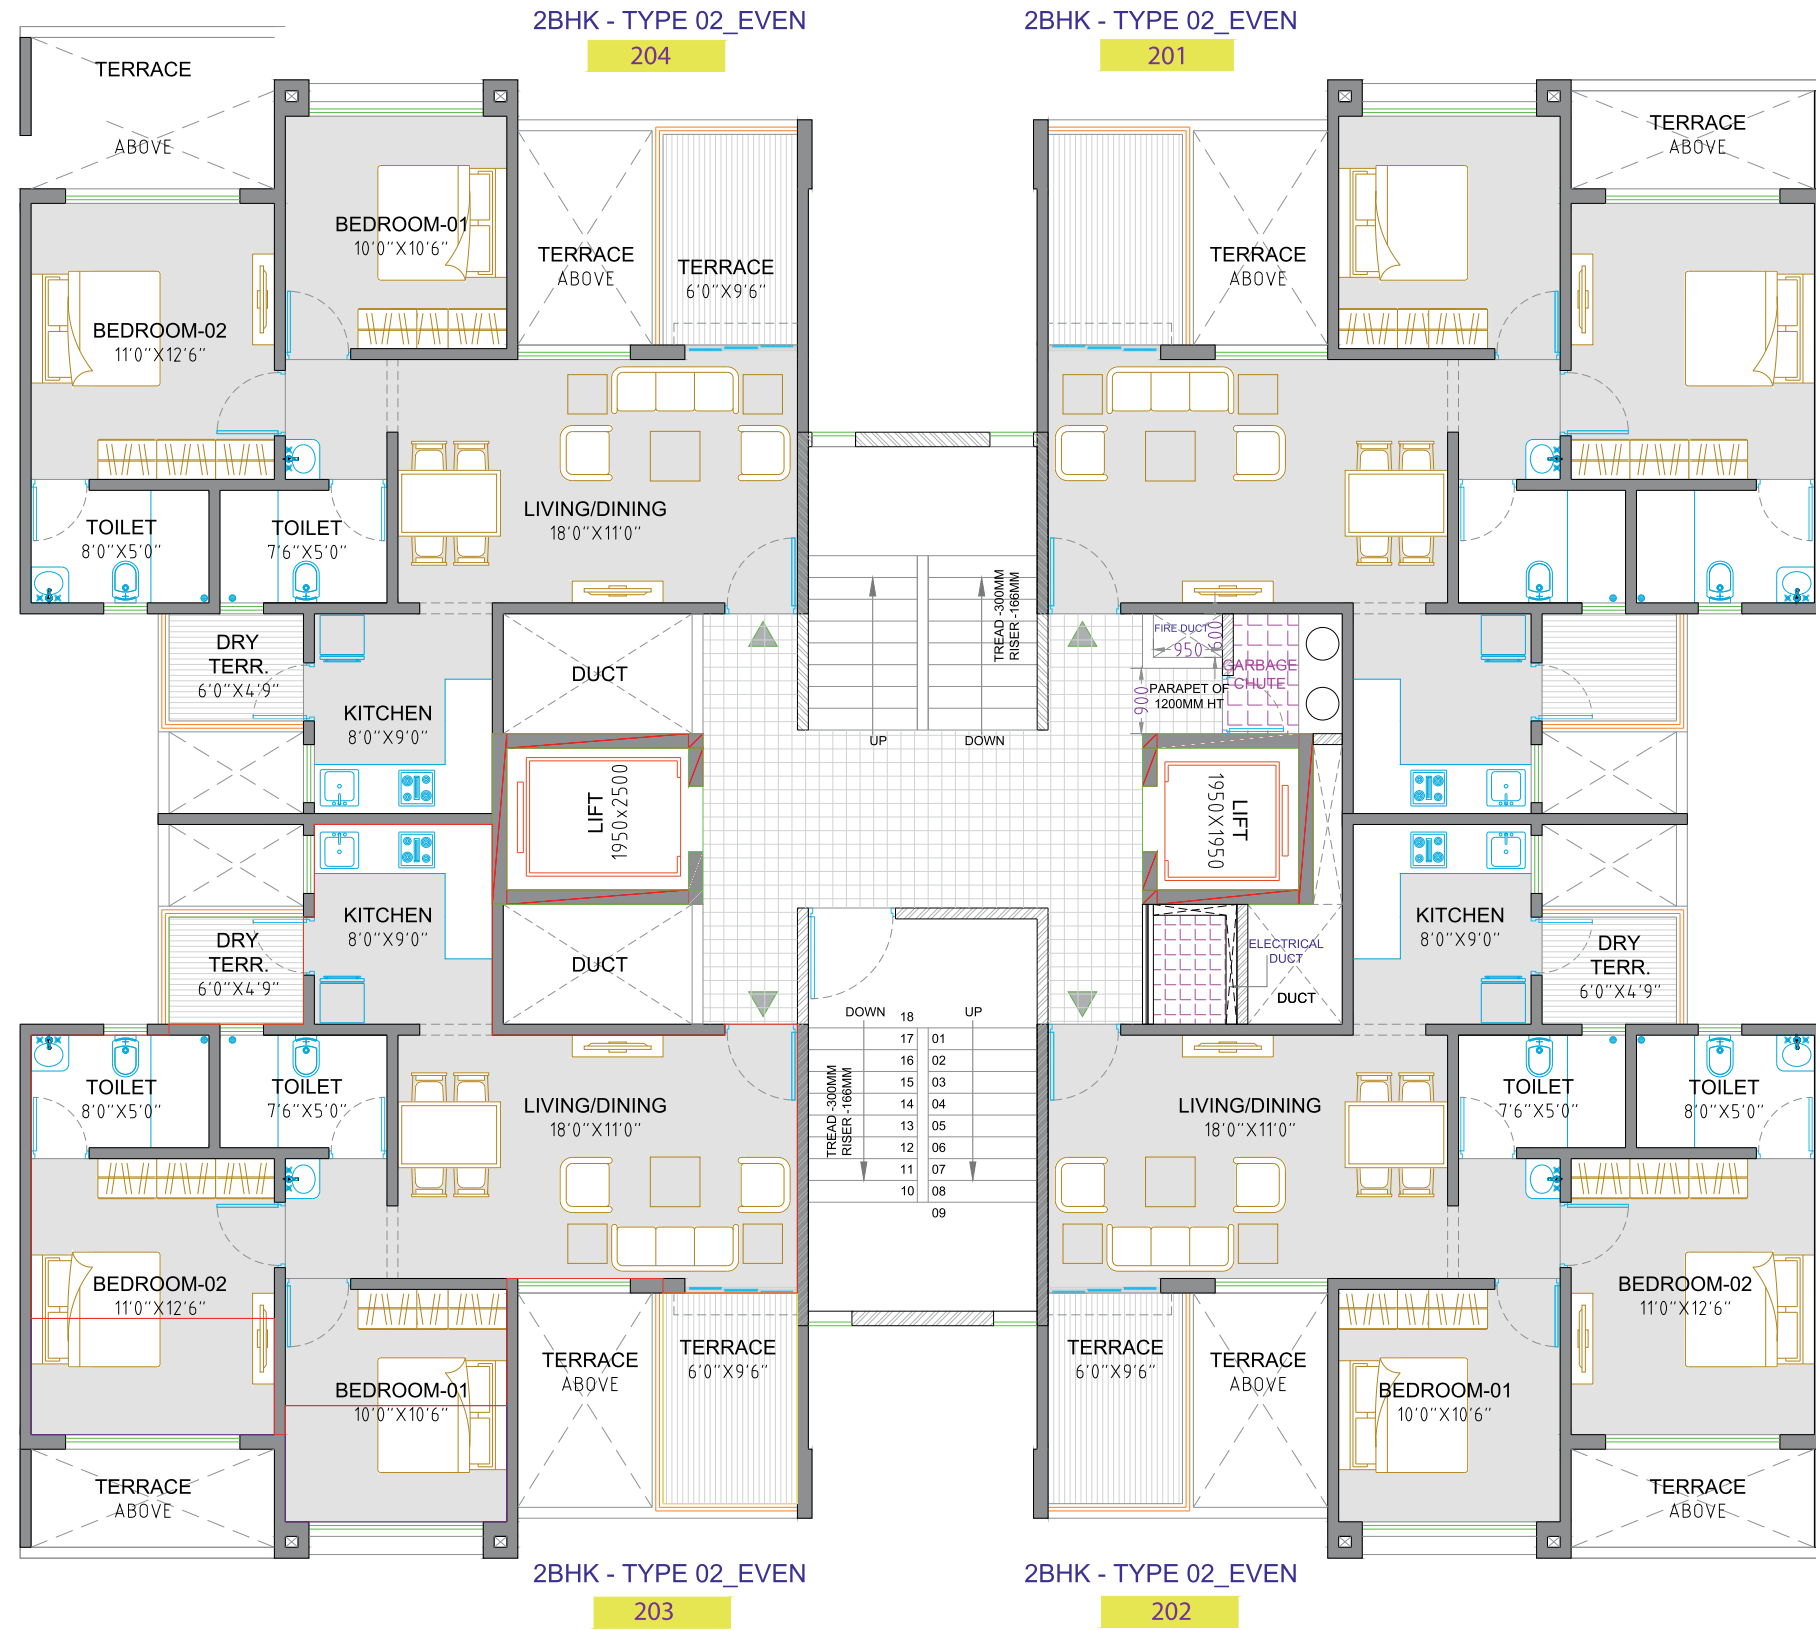 2BHK - TYPE 02_EVEN
204
2BHK - TYPE 02_EVEN
201
TERRACE
ABOVE
TERRACE
ABOVE
BEDROOM-01
10'0"X10'6"
TERRACE
ABOVE
TERRACE
6'0"X9'6"
TERRACE
ABOVE
BEDROOM-02
11'0"X12'6"
LIVING/DINING
18'0"X11'0"
TOILET
8'0"X5'0"
TOILET
7'6"X5'0"
TREAD -300MM
RISER -166MM
DRY
TERR.
6'0"X4'9"
KITCHEN
8'0"X9'0"
DUCT
UP
DOWN
FIRE DUCT
950
600
GARBAGE
CHUTE
PARAPET OF
1200MM HT
900
LIFT
1950x2500
LIFT
1950X1950
KITCHEN
8'0"X9'0"
DRY
TERR.
6'0"X4'9"
DUCT
ELECTRICAL
DUCT
DUCT
KITCHEN
8'0"X9'0"
DRY
TERR.
6'0"X4'9"
DOWN
18
UP
17 01
16 02
15 03
14 04
13 05
12 06
11 07
10 08
09
TREAD -300MM
RISER -166MM
TOILET
8'0"X5'0"
TOILET
7'6"X5'0"
LIVING/DINING
18'0"X11'0"
LIVING/DINING
18'0"X11'0"
TOILET
7'6"X5'0"
TOILET
8'0"X5'0"
BEDROOM-02
11'0"X12'6"
BEDROOM-02
11'0"X12'6"
BEDROOM-01
10'0"X10'6"
TERRACE
ABOVE
TERRACE
6'0"X9'6"
TERRACE
6'0"X9'6"
TERRACE
ABOVE
BEDROOM-01
10'0"X10'6"
TERRACE
ABOVE
TERRACE
ABOVE
2BHK - TYPE 02_EVEN
203
2BHK - TYPE 02_EVEN
202